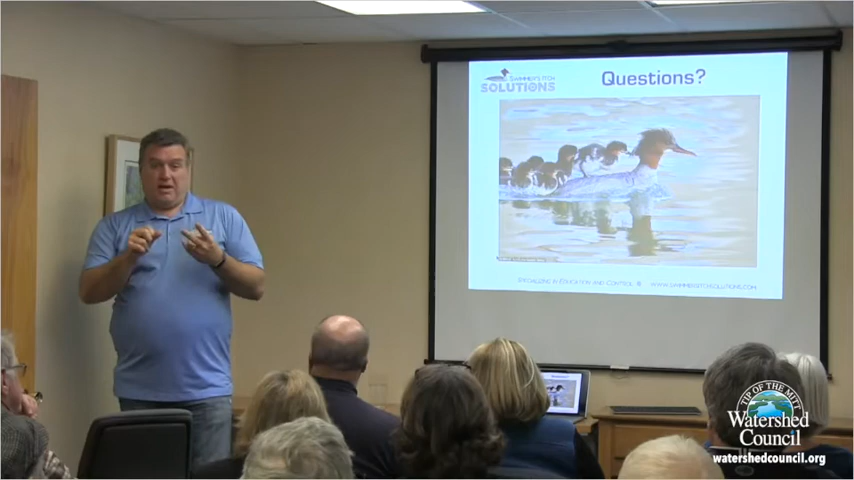 SWIMMER'S ITCH
SOLUTIONS
Questions?
SPECIALIZING IN EDUCATION AND CONTROL © WWW.SWIMMERSITCHSOLUTIONS.COM
TIP OF THE MITT
Watershed
Council
watershedcouncil.org